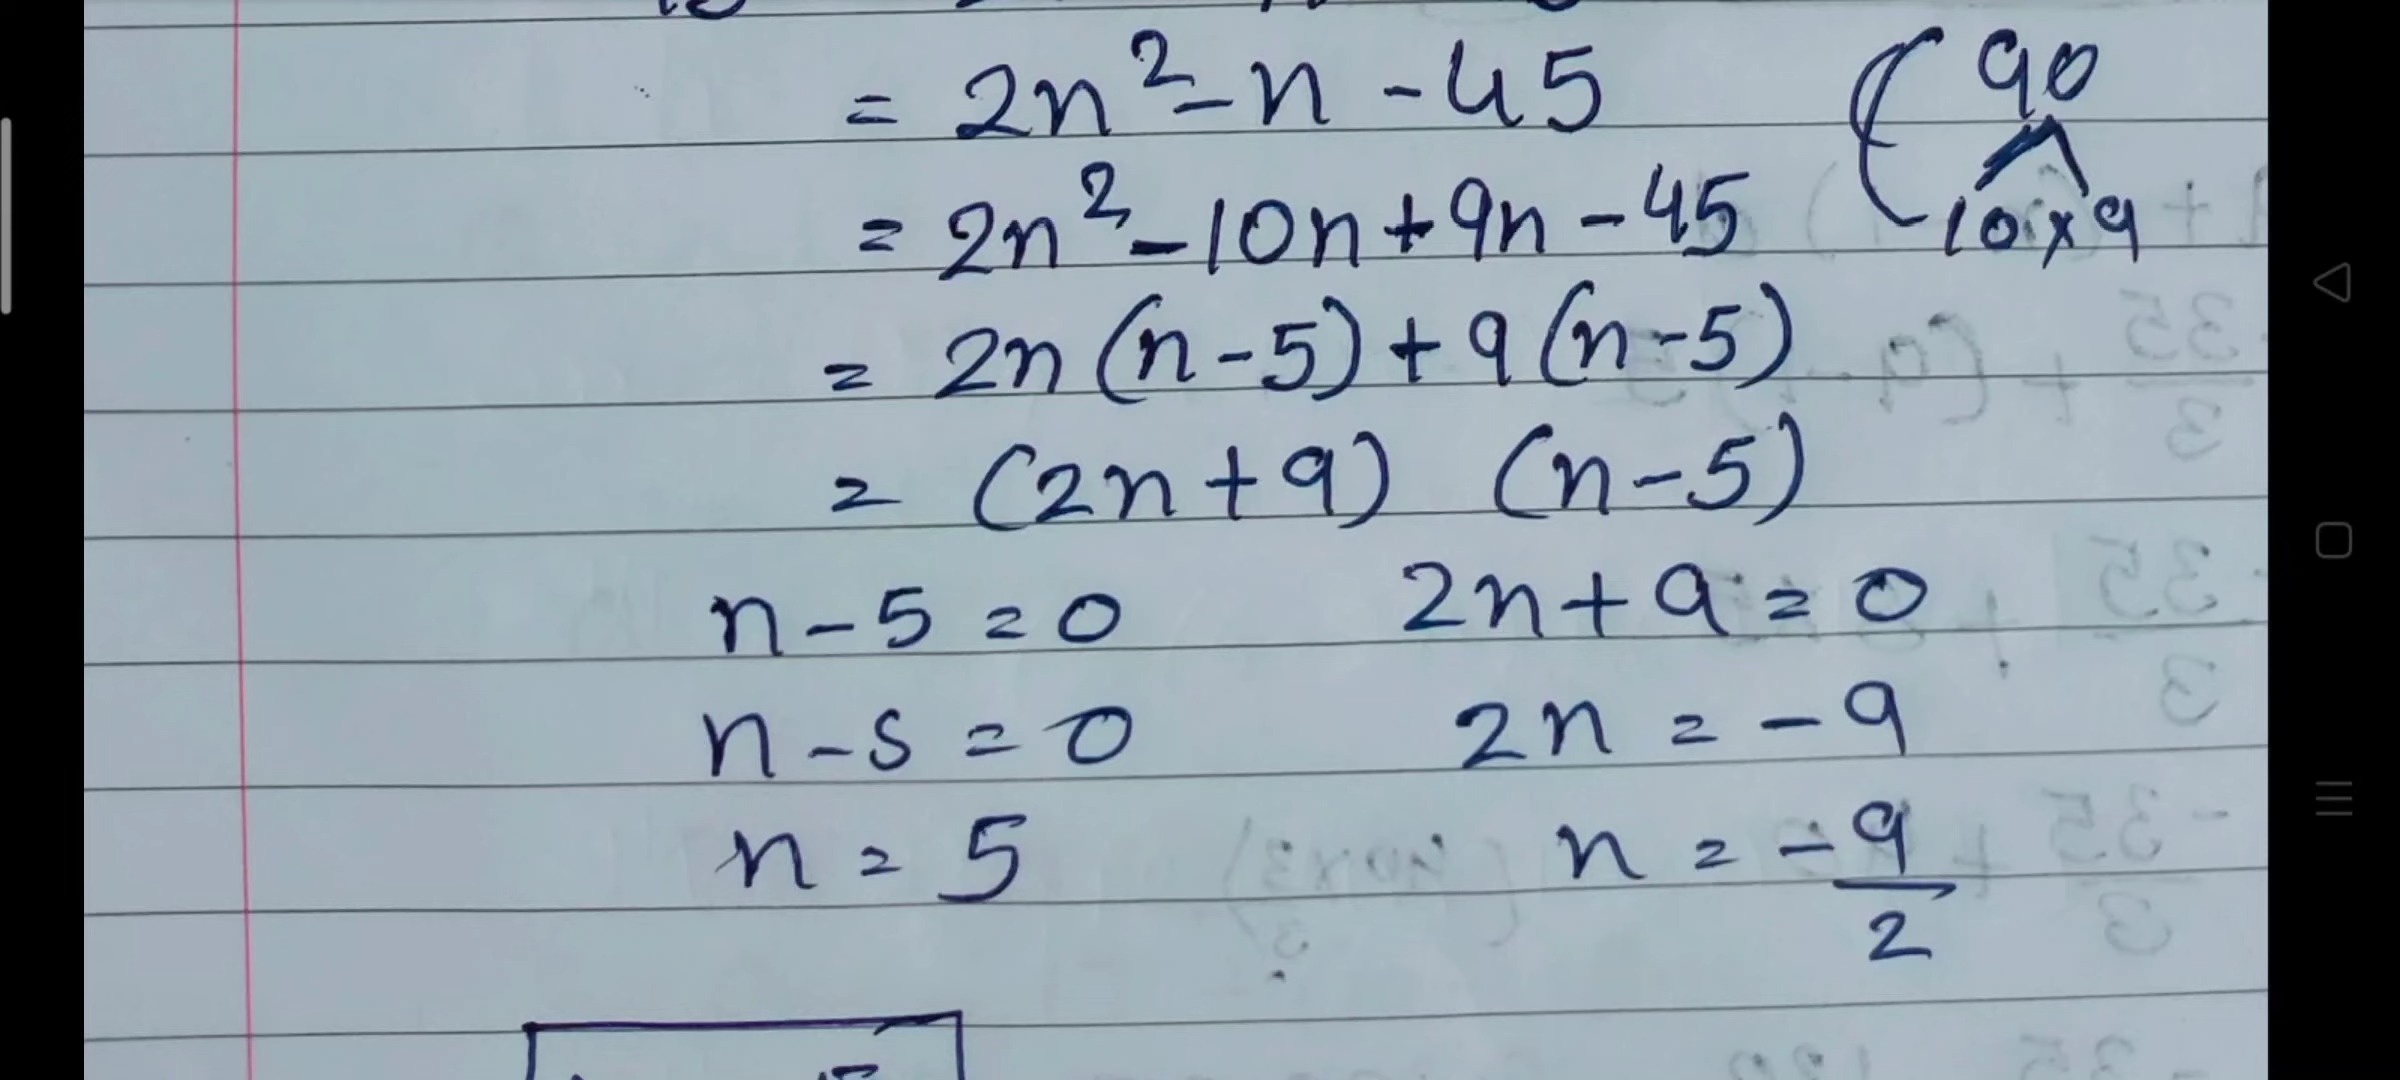 = 2n² - n - 45 ( 90
= 2n² - 10n + 9n - 45 10 x 9
= 2n (n - 5) + 9 (n - 5)
= (2n + 9) (n - 5)
n - 5 = 0 2n + 9 = 0
n - 5 = 0 2n = -9
n = 5 n = -9/2